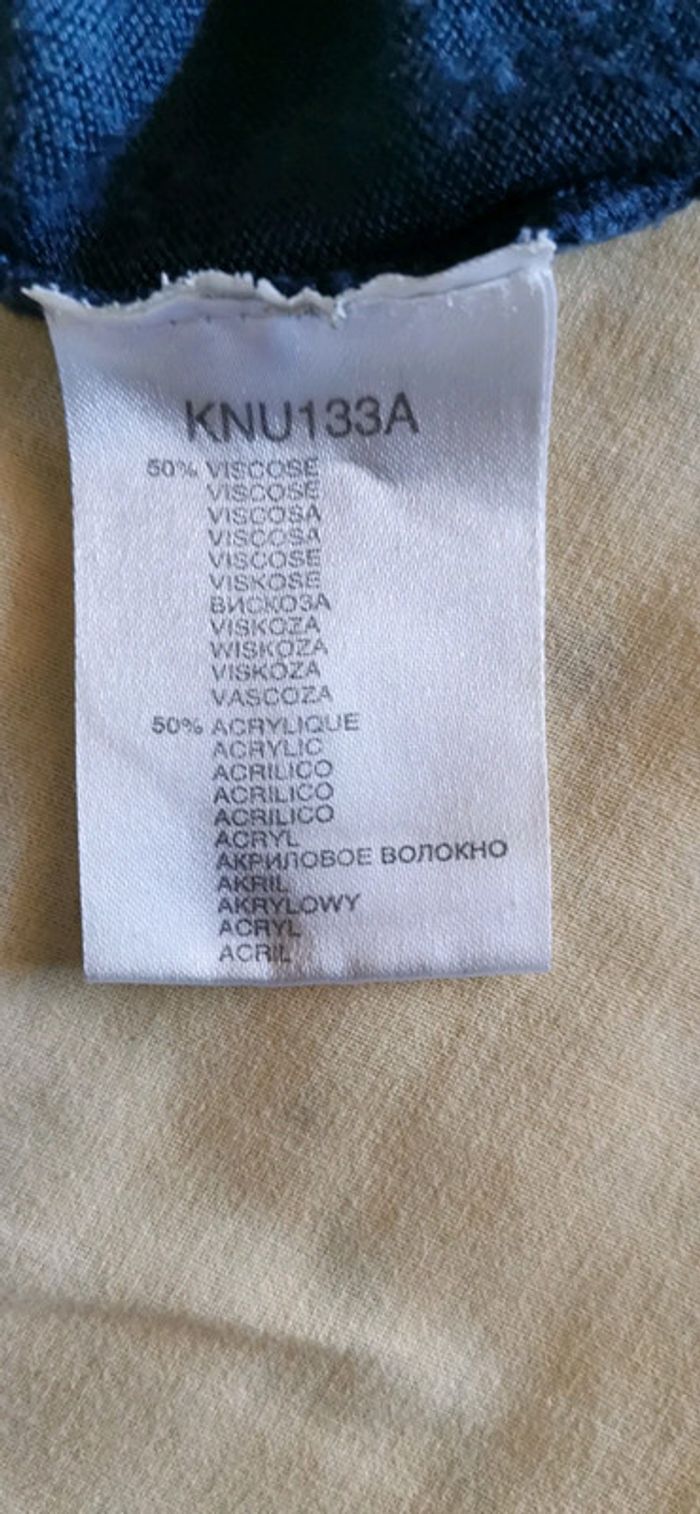 KNU133A
50% VISCOSE
VISCOSE
VISCOSA
VISCOSA
VISCOSE
VISKOSE
ВИСКОЗА
VISKOZA
WISKOZA
VISKÓZA
VASCOZA
50% ACRYLIQUE
ACRYLIC
ACRILICO
ACRILICO
ACRILICO
ACRYL
АКРИЛОВОЕ ВОЛОКНО
AKRIL
AKRYLOWY
ACRYL
ACRIL